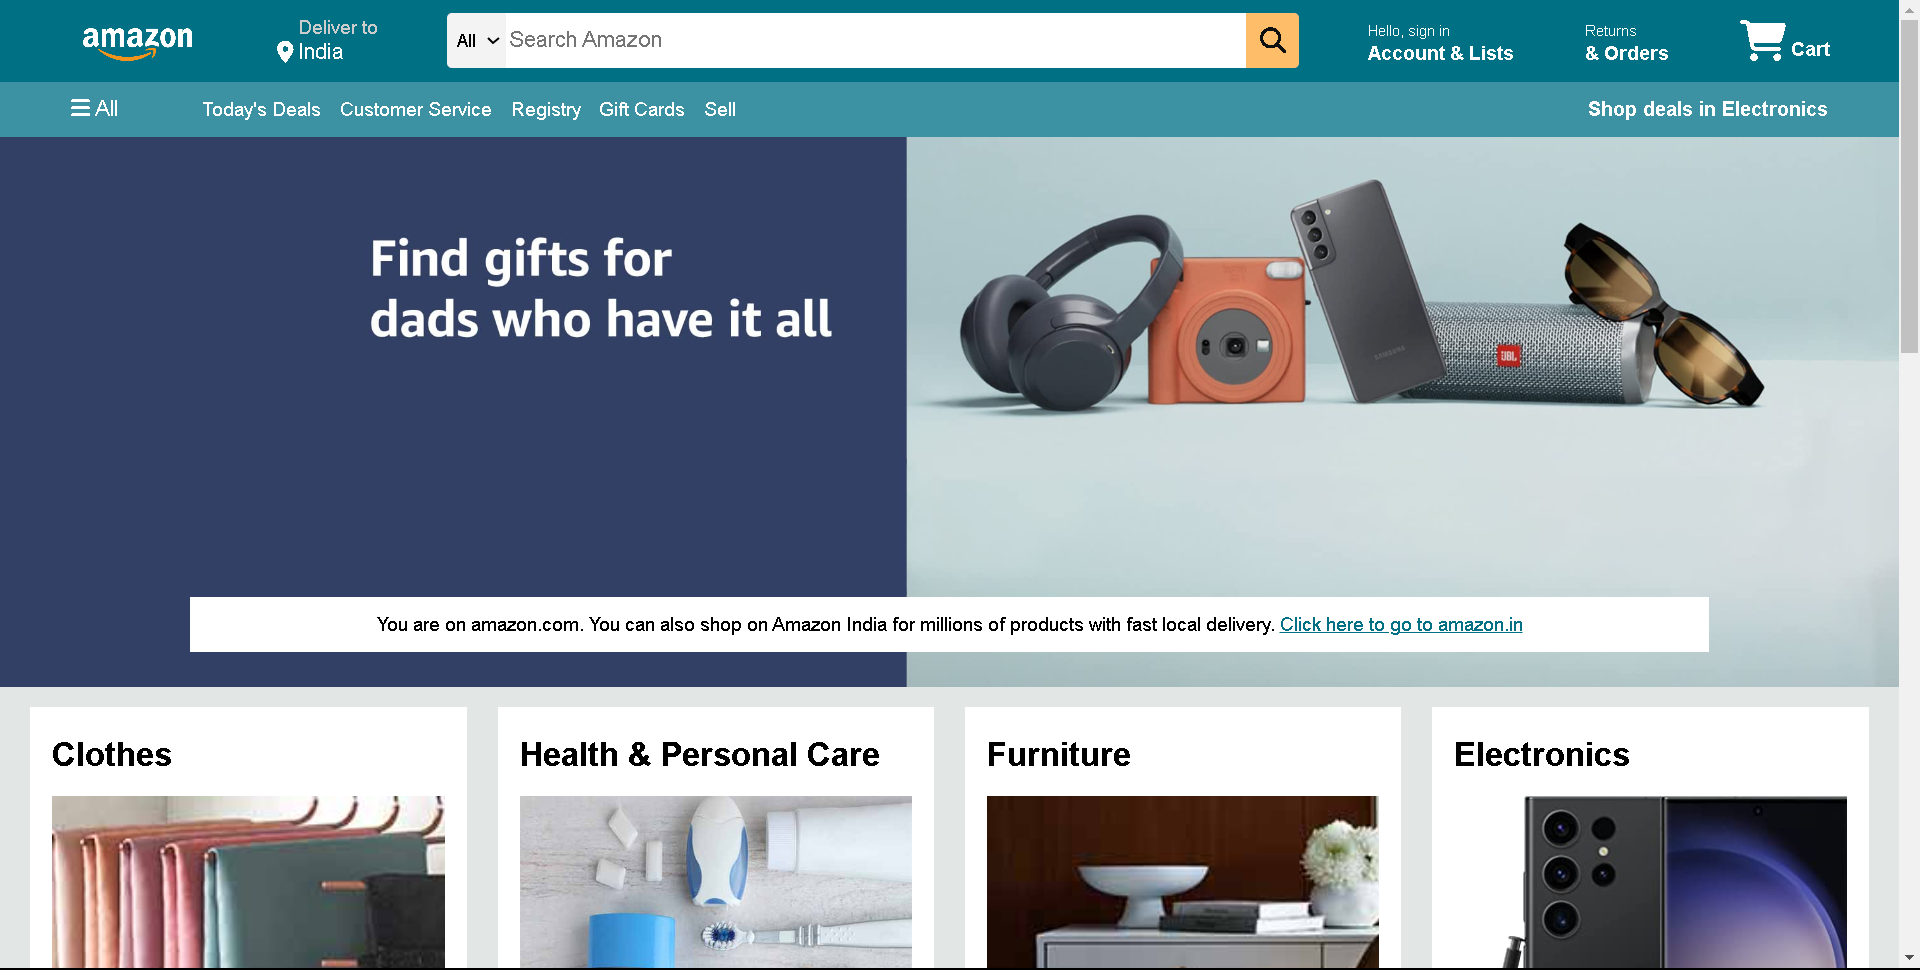 amazon
Deliver to
India
All
Search Amazon
Hello, sign in
Account & Lists
Returns
& Orders
Cart
All
Today's Deals
Customer Service
Registry
Gift Cards
Sell
Shop deals in Electronics
Find gifts for
dads who have it all
SAMSUNG
JBL
You are on amazon.com. You can also shop on Amazon India for millions of products with fast local delivery. Click here to go to amazon.in
Clothes
Health & Personal Care
Furniture
Electronics